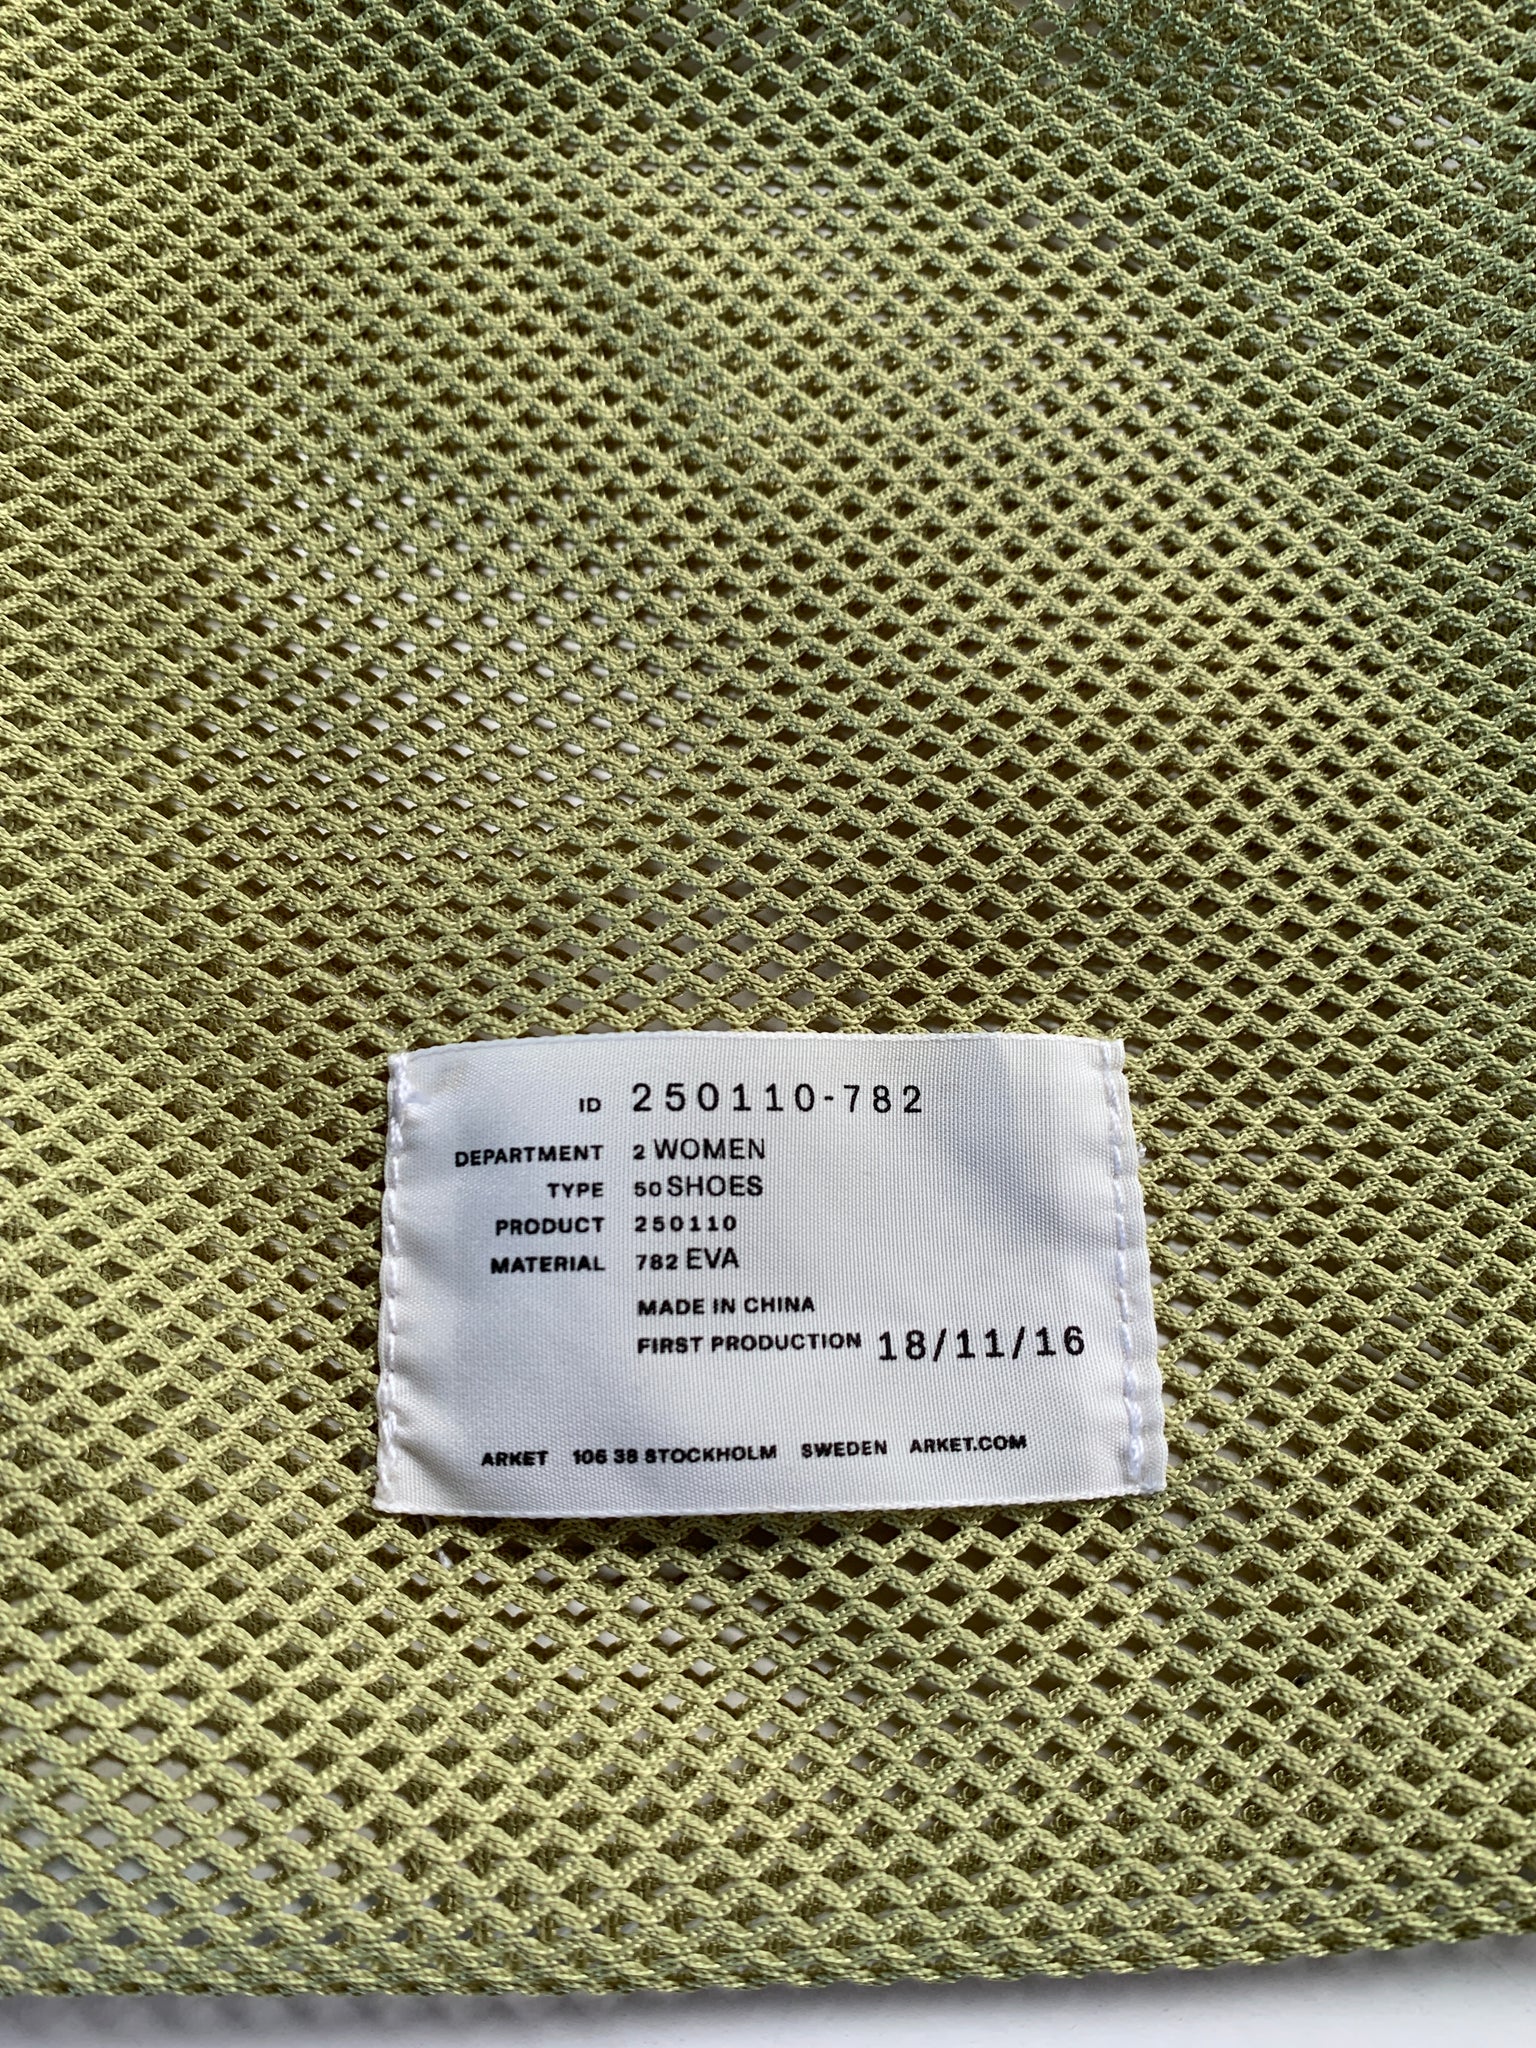 ID 250110-782
DEPARTMENT 2 WOMEN
TYPE 50 SHOES
PRODUCT 250110
MATERIAL 782 EVA
MADE IN CHINA
FIRST PRODUCTION 18/11/16
ARKET 106 38 STOCKHOLM SWEDEN ARKET.COM